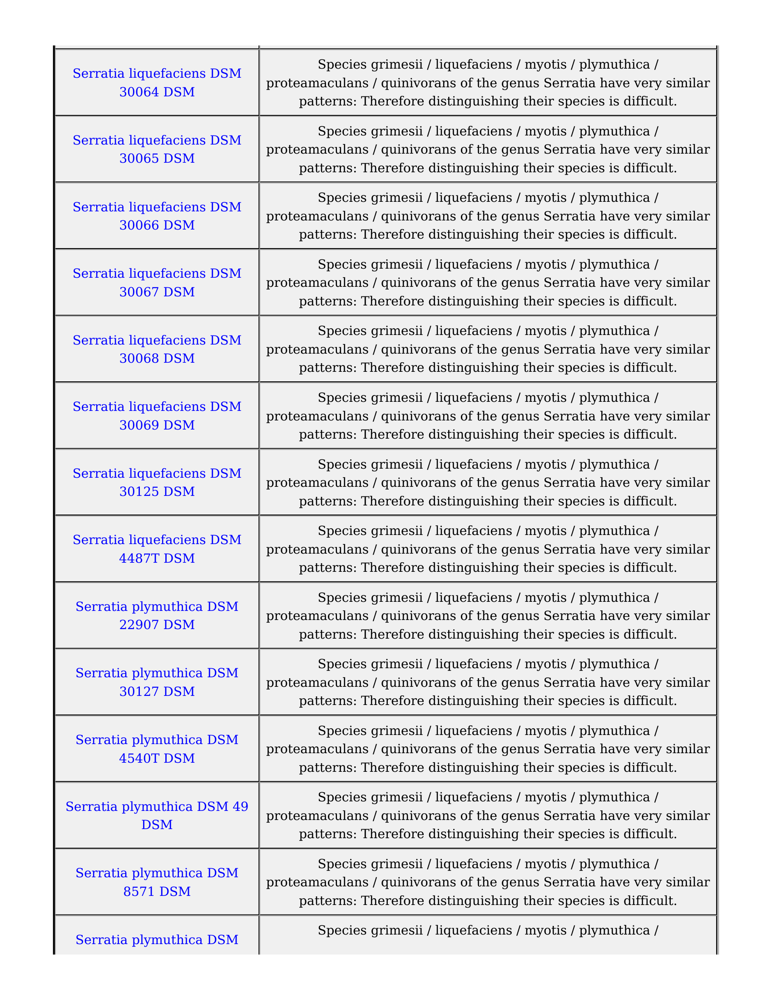 Serratia liquefaciens DSM
30064 DSM
Species grimesii / liquefaciens / myotis / plymuthica /
proteamaculans / quinivorans of the genus Serratia have very similar
patterns: Therefore distinguishing their species is difficult.
Serratia liquefaciens DSM
30065 DSM
Species grimesii / liquefaciens / myotis / plymuthica /
proteamaculans / quinivorans of the genus Serratia have very similar
patterns: Therefore distinguishing their species is difficult.
Serratia liquefaciens DSM
30066 DSM
Species grimesii / liquefaciens / myotis / plymuthica /
proteamaculans / quinivorans of the genus Serratia have very similar
patterns: Therefore distinguishing their species is difficult.
Serratia liquefaciens DSM
30067 DSM
Species grimesii / liquefaciens / myotis / plymuthica /
proteamaculans / quinivorans of the genus Serratia have very similar
patterns: Therefore distinguishing their species is difficult.
Serratia liquefaciens DSM
30068 DSM
Species grimesii / liquefaciens / myotis / plymuthica /
proteamaculans / quinivorans of the genus Serratia have very similar
patterns: Therefore distinguishing their species is difficult.
Serratia liquefaciens DSM
30069 DSM
Species grimesii / liquefaciens / myotis / plymuthica /
proteamaculans / quinivorans of the genus Serratia have very similar
patterns: Therefore distinguishing their species is difficult.
Serratia liquefaciens DSM
30125 DSM
Species grimesii / liquefaciens / myotis / plymuthica /
proteamaculans / quinivorans of the genus Serratia have very similar
patterns: Therefore distinguishing their species is difficult.
Serratia liquefaciens DSM
4487T DSM
Species grimesii / liquefaciens / myotis / plymuthica /
proteamaculans / quinivorans of the genus Serratia have very similar
patterns: Therefore distinguishing their species is difficult.
Serratia plymuthica DSM
22907 DSM
Species grimesii / liquefaciens / myotis / plymuthica /
proteamaculans / quinivorans of the genus Serratia have very similar
patterns: Therefore distinguishing their species is difficult.
Serratia plymuthica DSM
30127 DSM
Species grimesii / liquefaciens / myotis / plymuthica /
proteamaculans / quinivorans of the genus Serratia have very similar
patterns: Therefore distinguishing their species is difficult.
Serratia plymuthica DSM
4540T DSM
Species grimesii / liquefaciens / myotis / plymuthica /
proteamaculans / quinivorans of the genus Serratia have very similar
patterns: Therefore distinguishing their species is difficult.
Serratia plymuthica DSM 49
DSM
Species grimesii / liquefaciens / myotis / plymuthica /
proteamaculans / quinivorans of the genus Serratia have very similar
patterns: Therefore distinguishing their species is difficult.
Serratia plymuthica DSM
8571 DSM
Species grimesii / liquefaciens / myotis / plymuthica /
proteamaculans / quinivorans of the genus Serratia have very similar
patterns: Therefore distinguishing their species is difficult.
Serratia plymuthica DSM
Species grimesii / liquefaciens / myotis / plymuthica /